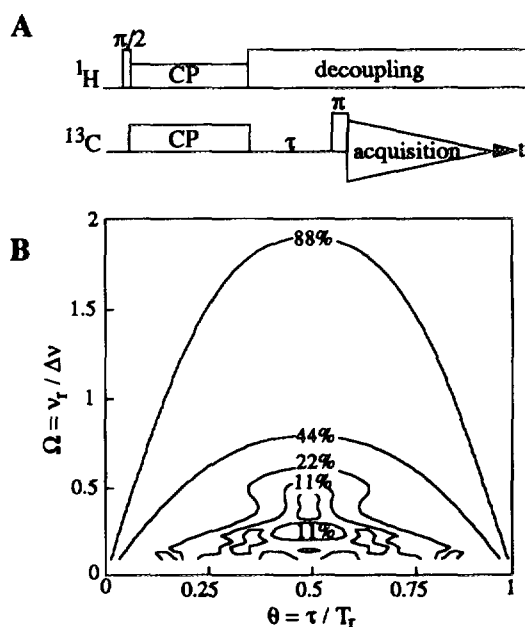 A
π/2
¹H
CP
decoupling
π
¹³C
CP
τ
acquisition
t
B
2
88%
1.5
Ω = νᵣ / Δν
1
44%
22%
0.5
11%
11%
0
0
0.25
0.5
0.75
1
θ = τ / Tᵣ